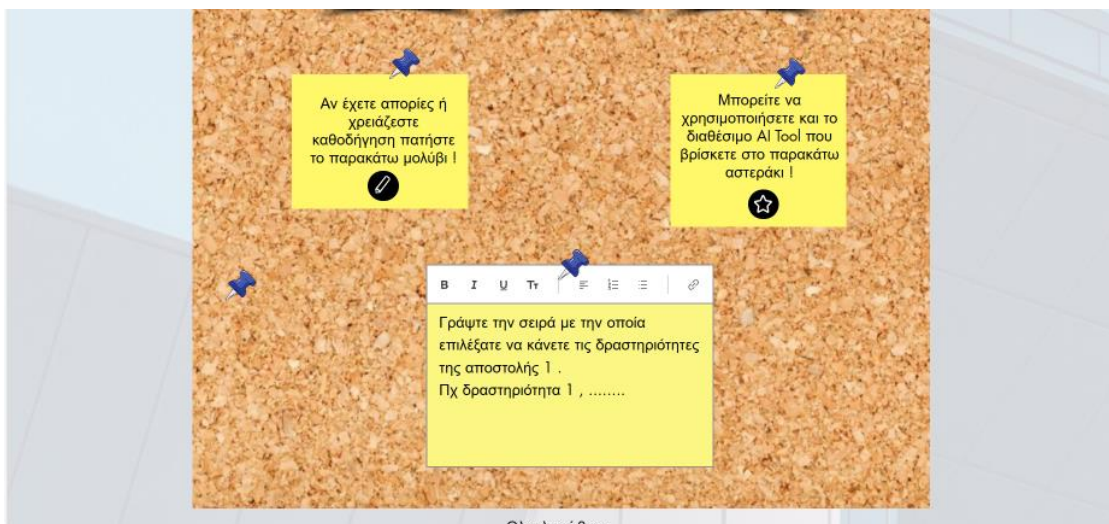 Αν έχετε απορίες ή
χρειάζεστε
καθοδήγηση πατήστε
το παρακάτω μολύβι !
Μπορείτε να
χρησιμοποιήσετε και το
διαθέσιμο AI Tool που
βρίσκετε στο παρακάτω
αστεράκι !
B I U Tт
Γράψτε την σειρά με την οποία
επιλέξατε να κάνετε τις δραστηριότητες
της αποστολής 1 .
Πχ δραστηριότητα 1 , ........